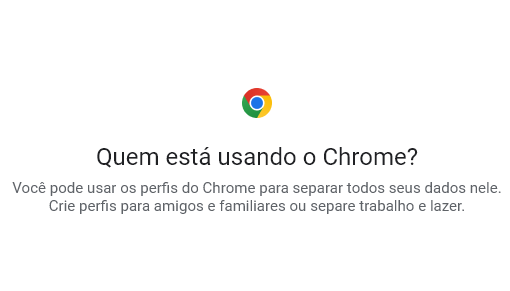 Quem está usando o Chrome?
Você pode usar os perfis do Chrome para separar todos seus dados nele.
Crie perfis para amigos e familiares ou separe trabalho e lazer.